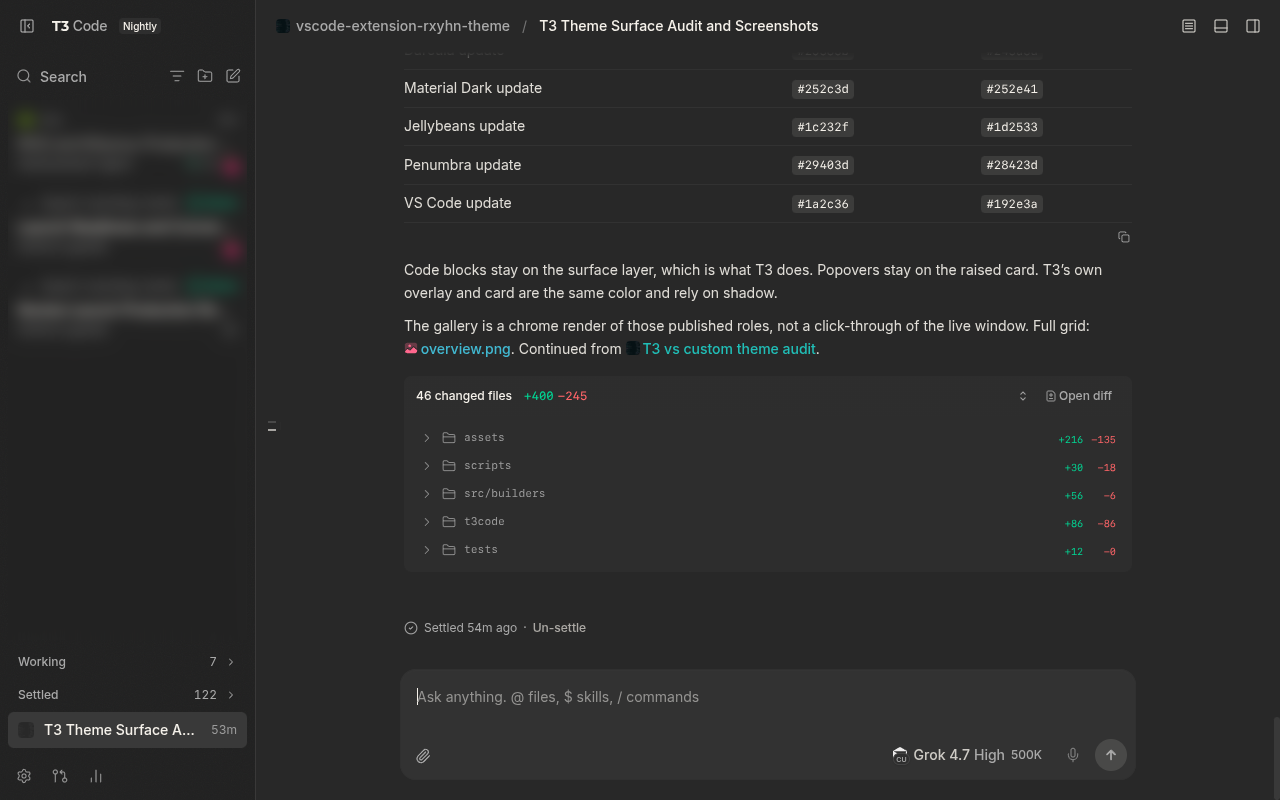 T3 Code Nightly
vscode-extension-rxyhn-theme / T3 Theme Surface Audit and Screenshots
Search
Material Dark update #252c3d #252e41
Jellybeans update #1c232f #1d2533
Penumbra update #29403d #28423d
VS Code update #1a2c36 #192e3a
Code blocks stay on the surface layer, which is what T3 does. Popovers stay on the raised card. T3's own
overlay and card are the same color and rely on shadow.
The gallery is a chrome render of those published roles, not a click-through of the live window. Full grid:
overview.png. Continued from T3 vs custom theme audit.
46 changed files +400 −245 Open diff
assets +216 −135
scripts +30 −18
src/builders +56 −6
t3code +86 −86
tests +12 −0
Settled 54m ago · Un-settle
Working 7
Settled 122
T3 Theme Surface A... 53m
Ask anything. @ files, $ skills, / commands
CU Grok 4.7 High 500K